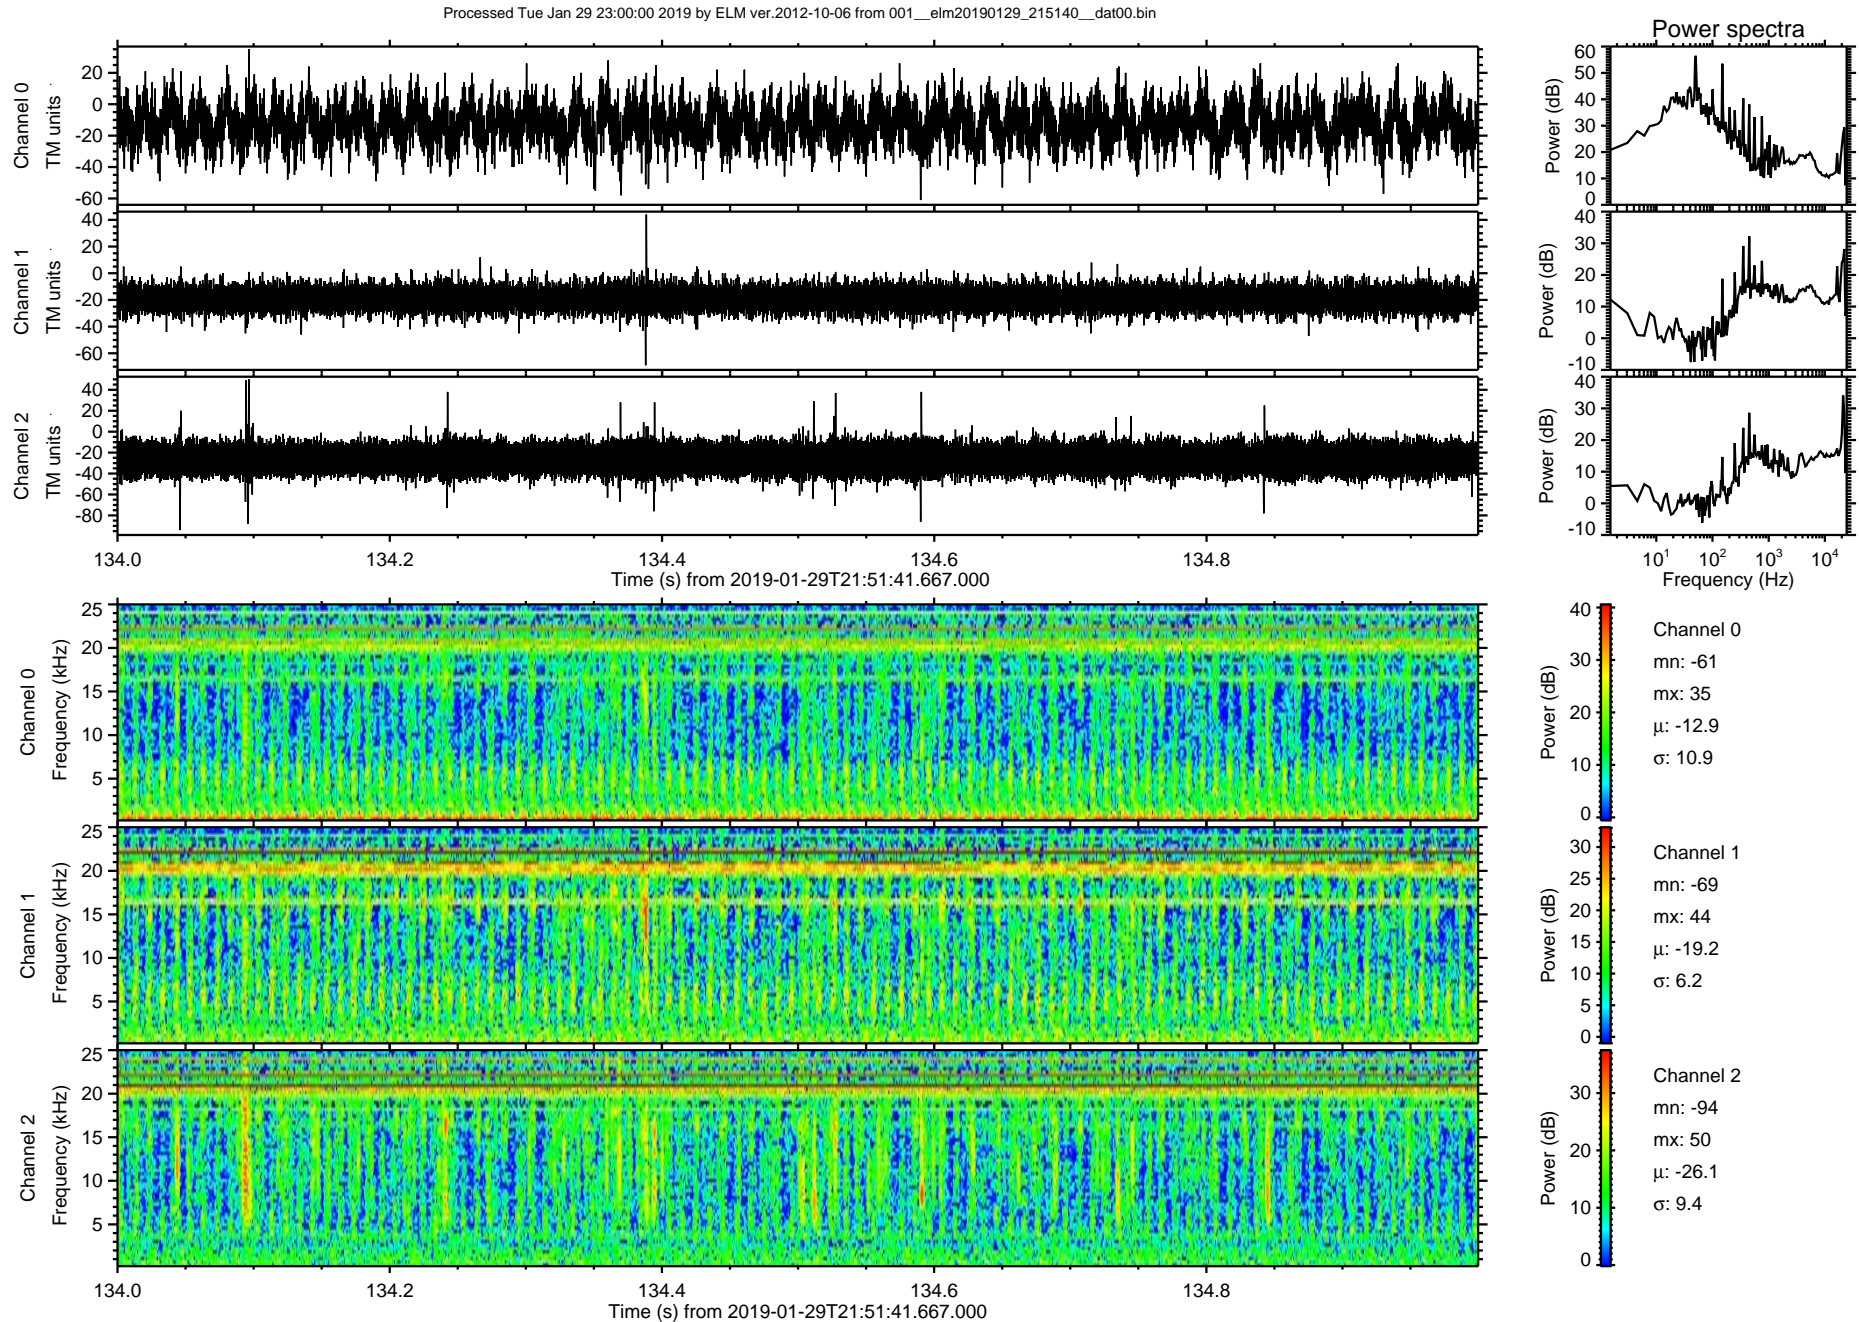 Processed Tue Jan 29 23:00:00 2019 by ELM ver.2012-10-06 from 001__elm20190129_215140__dat00.bin
Power spectra
Channel 0
TM units
20
0
-20
-40
-60
Power (dB)
60
50
40
30
20
10
0
Channel 1
TM units
40
20
0
-20
-40
-60
Power (dB)
40
30
20
10
0
-10
Channel 2
TM units
40
20
0
-20
-40
-60
-80
Power (dB)
40
30
20
10
0
-10
134.0 134.2 134.4 134.6 134.8
Time (s) from 2019-01-29T21:51:41.667.000
10¹ 10² 10³ 10⁴
Frequency (Hz)
Channel 0
Frequency (kHz)
25
20
15
10
5
Power (dB)
40
30
20
10
0
Channel 0
mn: -61
mx: 35
μ: -12.9
σ: 10.9
Channel 1
Frequency (kHz)
25
20
15
10
5
Power (dB)
30
25
20
15
10
5
0
Channel 1
mn: -69
mx: 44
μ: -19.2
σ: 6.2
Channel 2
Frequency (kHz)
25
20
15
10
5
Power (dB)
30
20
10
0
Channel 2
mn: -94
mx: 50
μ: -26.1
σ: 9.4
134.0 134.2 134.4 134.6 134.8
Time (s) from 2019-01-29T21:51:41.667.000